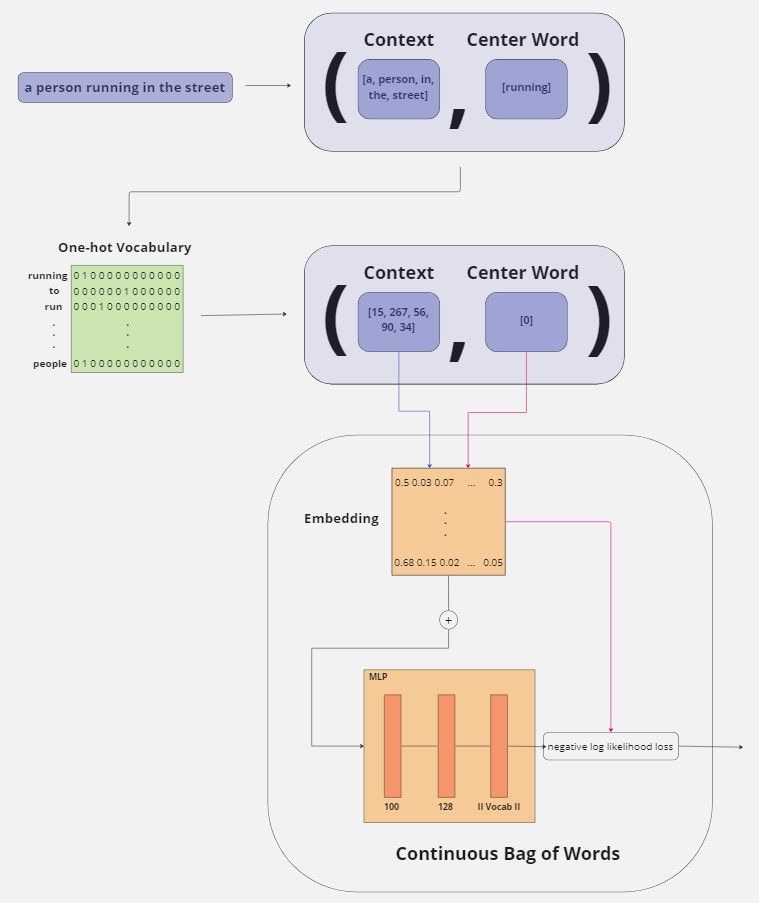 Context Center Word
a person running in the street
( [a, person, in, , [running] )
the, street]
One-hot Vocabulary
running 0 1 0 0 0 0 0 0 0 0 0 0 0
to 0 0 0 0 0 0 1 0 0 0 0 0 0
run 0 0 0 1 0 0 0 0 0 0 0 0 0
. .
. .
. .
people 0 1 0 0 0 0 0 0 0 0 0 0 0
Context Center Word
( [15, 267, 56, , [0] )
90, 34]
Embedding
0.5 0.03 0.07 ... 0.3
.
.
.
0.68 0.15 0.02 ... 0.05
+
MLP
100 128 II Vocab II
negative log likelihood loss
Continuous Bag of Words